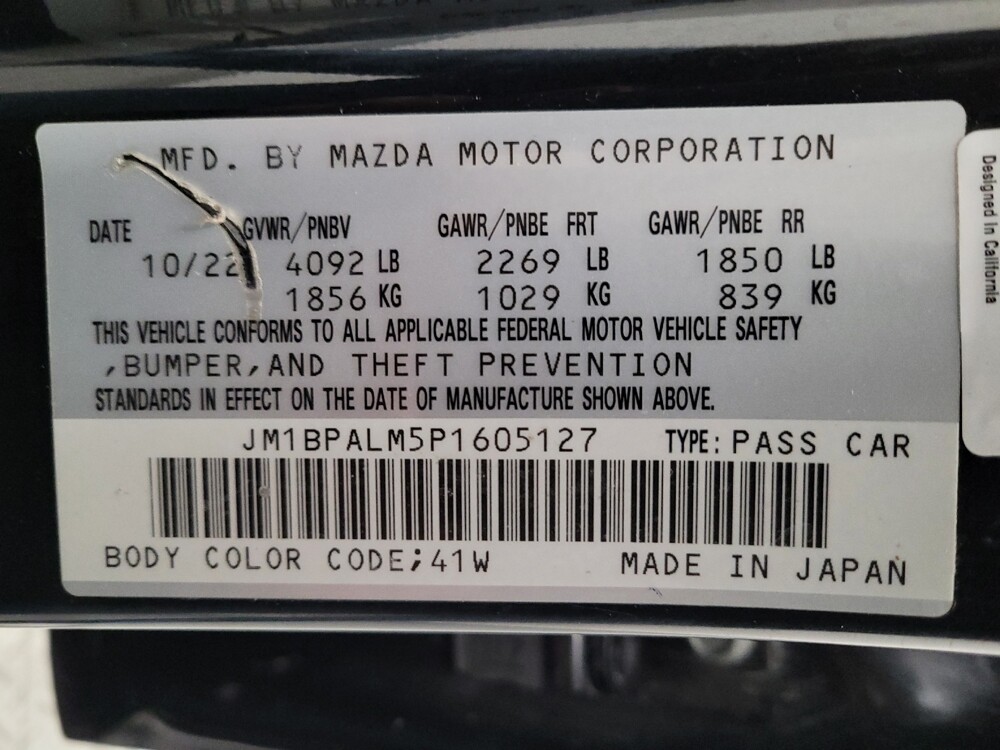 MFD. BY MAZDA MOTOR CORPORATION
DATE GVWR/PNBV GAWR/PNBE FRT GAWR/PNBE RR
10/22 4092 LB 2269 LB 1850 LB
1856 KG 1029 KG 839 KG
THIS VEHICLE CONFORMS TO ALL APPLICABLE FEDERAL MOTOR VEHICLE SAFETY
,BUMPER,AND THEFT PREVENTION
STANDARDS IN EFFECT ON THE DATE OF MANUFACTURE SHOWN ABOVE.
JM1BPALM5P1605127 TYPE: PASS CAR
BODY COLOR CODE;41W MADE IN JAPAN
Designed in California